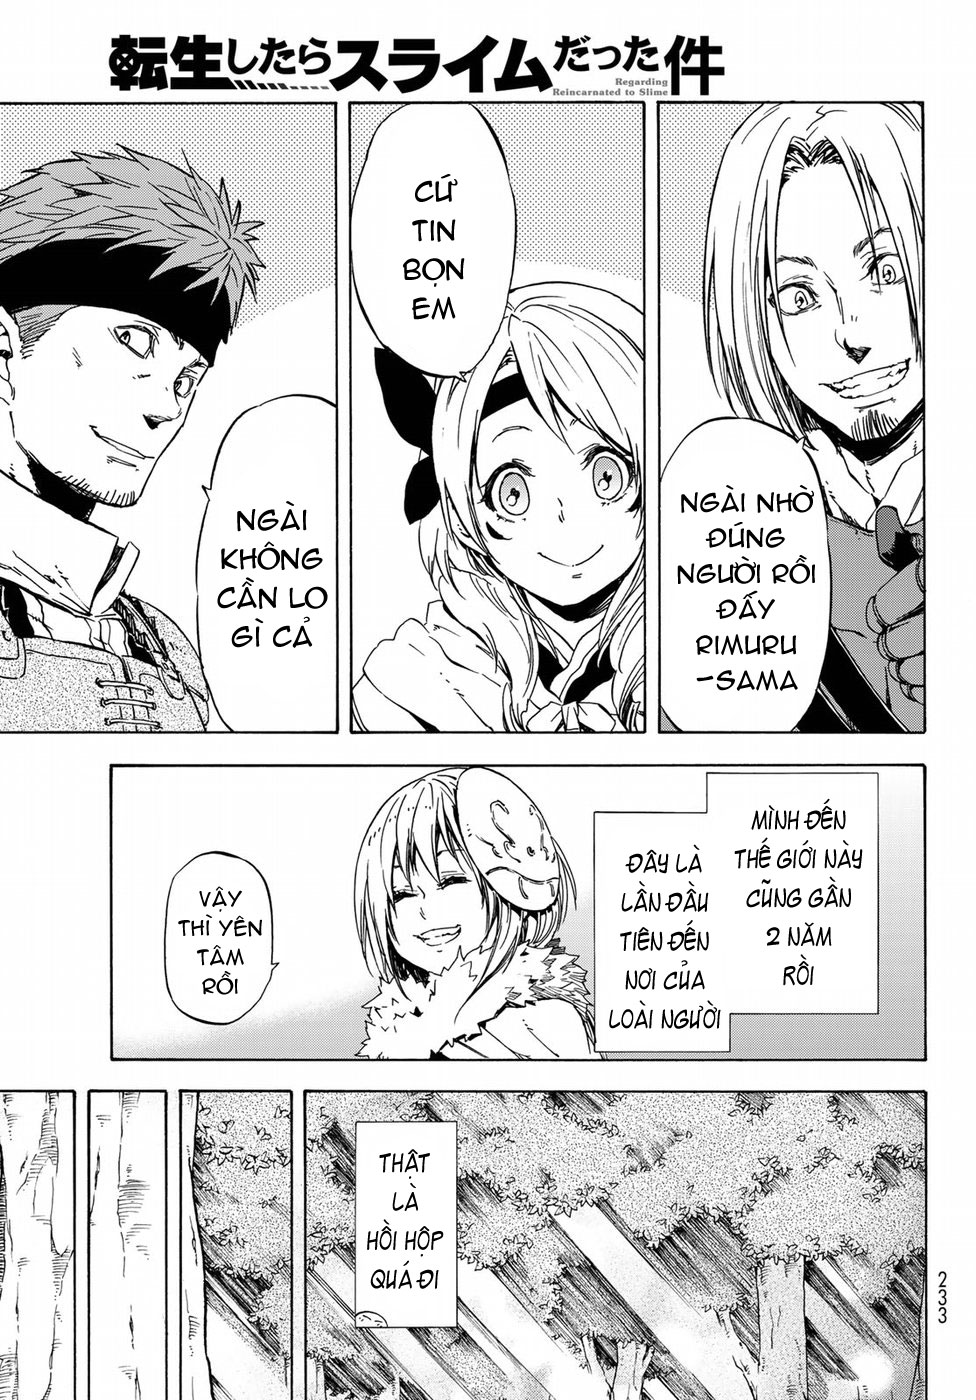 転生したらスライムだった件
Regarding
Reincarnated to Slime
NGÀI NHỜ
ĐÚNG
NGƯỜI RỒI
ĐẤY
RIMURU
-SAMA
CỨ
TIN
BỌN
EM
NGÀI
KHÔNG
CẦN LO
GÌ CẢ
MÌNH ĐẾN
THẾ GIỚI NÀY
CŨNG GẦN
2 NĂM
RỒI
ĐÂY LÀ
LẦN ĐẦU
TIÊN ĐẾN
NƠI CỦA
LOÀI NGƯỜI
VẬY
THÌ YÊN
TÂM
RỒI
THẬT
LÀ
HỒI HỘP
QUÁ ĐI
233